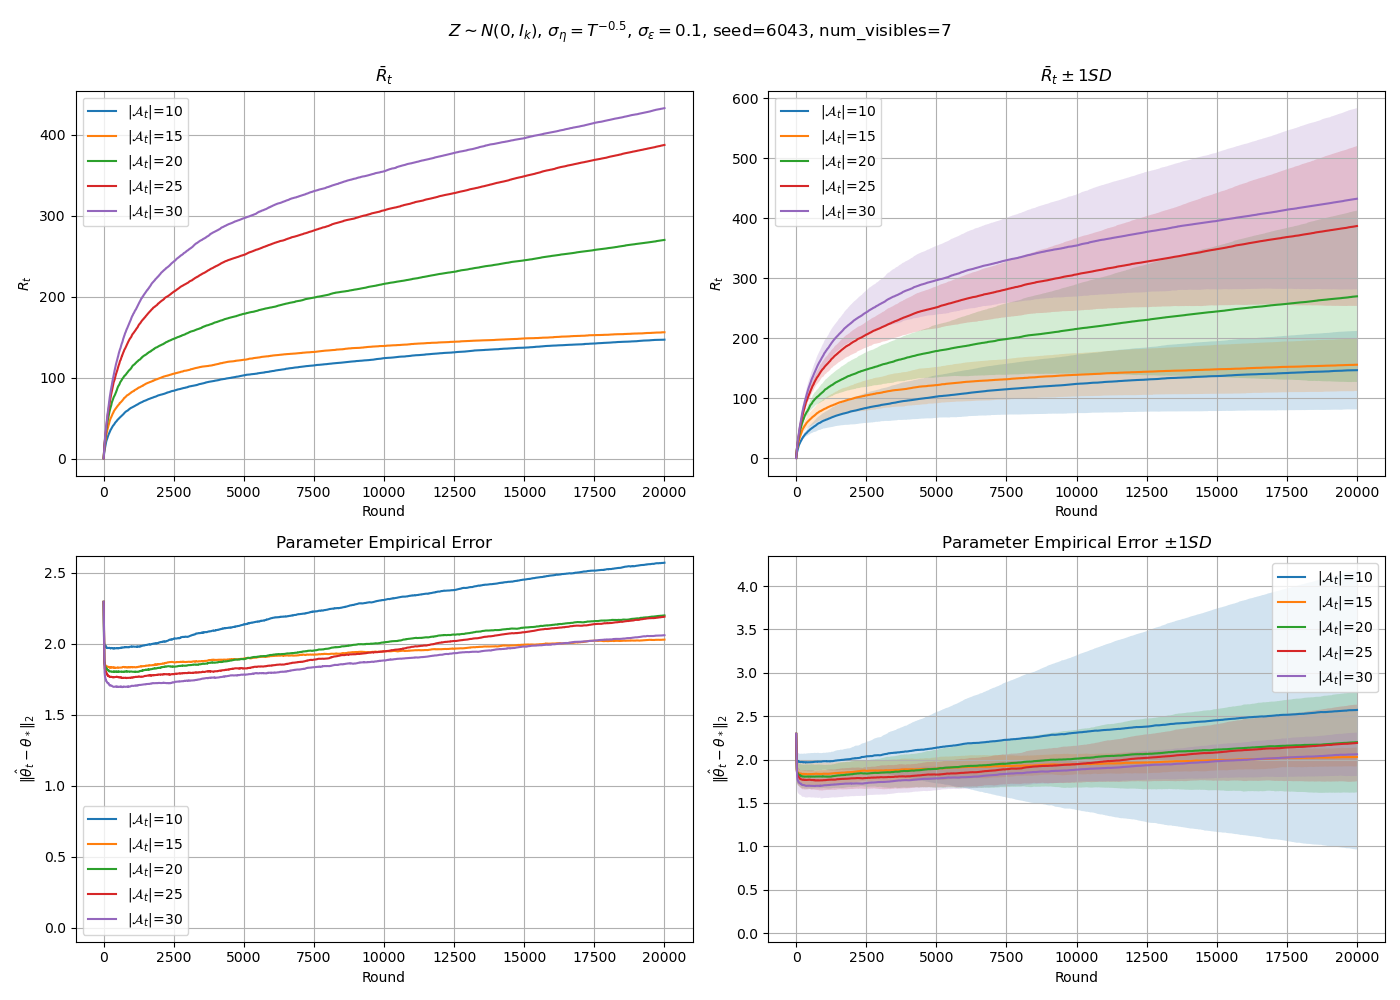 Z ∼ N(0, I_k), σ_η = T^{−0.5}, σ_ε = 0.1, seed=6043, num_visibles=7
R̄_t
R_t
400
300
200
100
0
|𝒜_t|=10
|𝒜_t|=15
|𝒜_t|=20
|𝒜_t|=25
|𝒜_t|=30
0 2500 5000 7500 10000 12500 15000 17500 20000
Round
R̄_t ± 1SD
R_t
600
500
400
300
200
100
0
|𝒜_t|=10
|𝒜_t|=15
|𝒜_t|=20
|𝒜_t|=25
|𝒜_t|=30
0 2500 5000 7500 10000 12500 15000 17500 20000
Round
Parameter Empirical Error
‖θ̂_t − θ_*‖_2
2.5
2.0
1.5
1.0
0.5
0.0
|𝒜_t|=10
|𝒜_t|=15
|𝒜_t|=20
|𝒜_t|=25
|𝒜_t|=30
0 2500 5000 7500 10000 12500 15000 17500 20000
Round
Parameter Empirical Error ±1SD
‖θ̂_t − θ_*‖_2
4.0
3.5
3.0
2.5
2.0
1.5
1.0
0.5
0.0
|𝒜_t|=10
|𝒜_t|=15
|𝒜_t|=20
|𝒜_t|=25
|𝒜_t|=30
0 2500 5000 7500 10000 12500 15000 17500 20000
Round